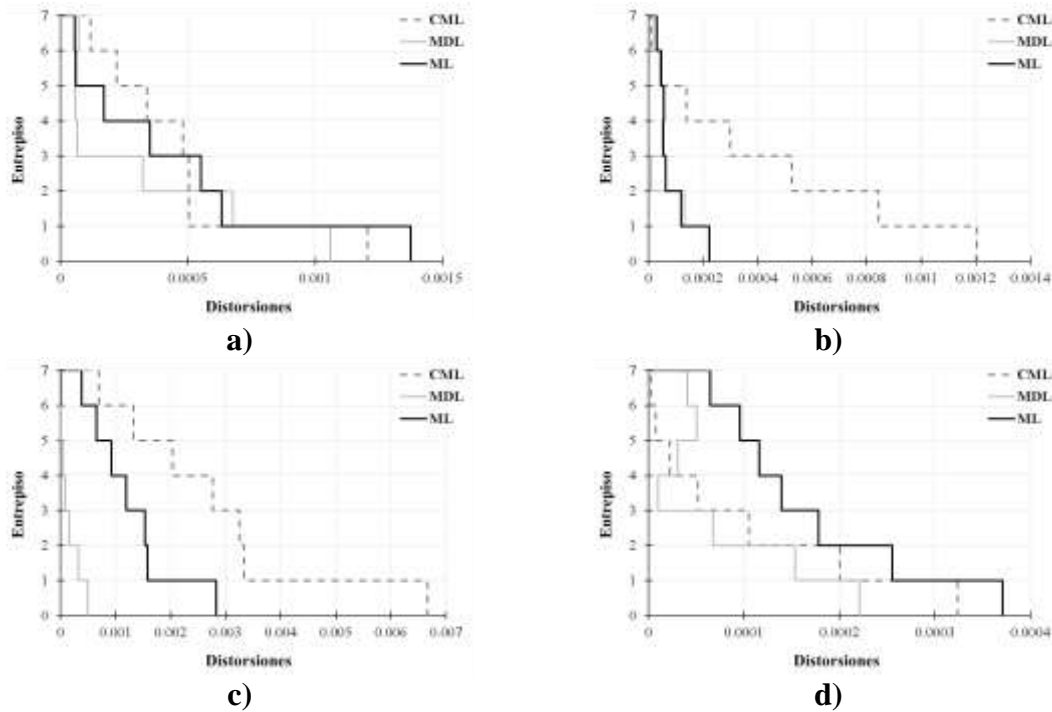 7
6
5
4
3
2
1
0
Entrepiso
CML
MDL
ML
0
0.0005
0.001
0.0015
Distorsiones
a)
7
6
5
4
3
2
1
0
Entrepiso
CML
MDL
ML
0
0.0002
0.0004
0.0006
0.0008
0.001
0.0012
0.0014
Distorsiones
b)
7
6
5
4
3
2
1
0
Entrepiso
CML
MDL
ML
0
0.001
0.002
0.003
0.004
0.005
0.006
0.007
Distorsiones
c)
7
6
5
4
3
2
1
0
Entrepiso
CML
MDL
ML
0
0.0001
0.0002
0.0003
0.0004
Distorsiones
d)